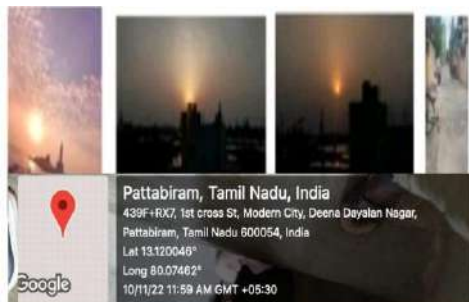 Pattabiram, Tamil Nadu, India
439F+RX7, 1st cross St, Modern City, Deena Dayalan Nagar,
Pattabiram, Tamil Nadu 600054, India
Lat 13.120046°
Long 80.07462°
10/11/22 11:59 AM GMT +05:30
Google